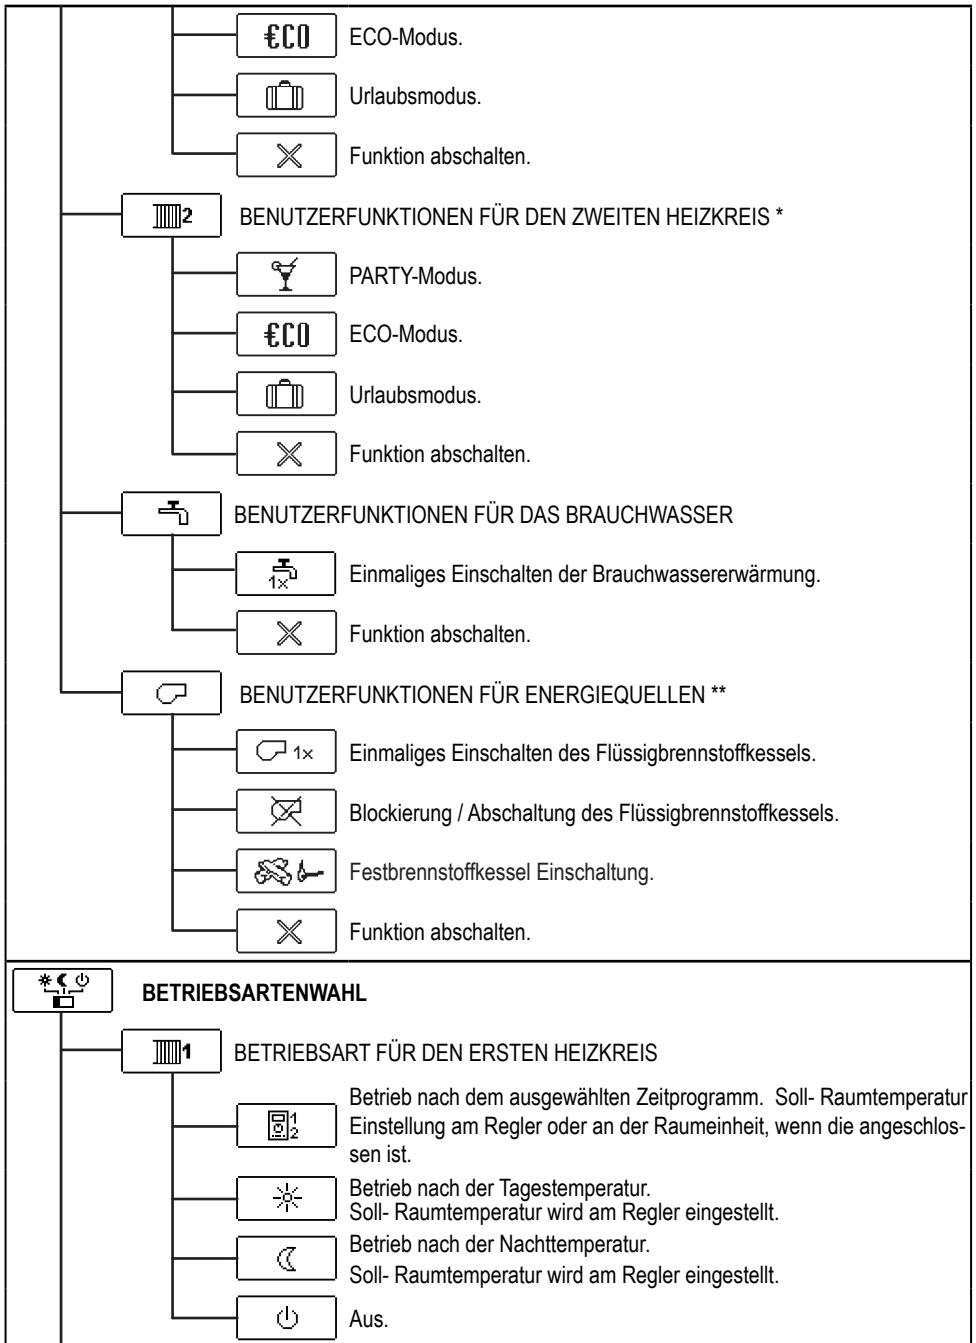 €CO ECO-Modus.
Urlaubsmodus.
Funktion abschalten.
2 BENUTZERFUNKTIONEN FÜR DEN ZWEITEN HEIZKREIS *
PARTY-Modus.
€CO ECO-Modus.
Urlaubsmodus.
Funktion abschalten.
BENUTZERFUNKTIONEN FÜR DAS BRAUCHWASSER
1x Einmaliges Einschalten der Brauchwassererwärmung.
Funktion abschalten.
BENUTZERFUNKTIONEN FÜR ENERGIEQUELLEN **
1x Einmaliges Einschalten des Flüssigbrennstoffkessels.
Blockierung / Abschaltung des Flüssigbrennstoffkessels.
Festbrennstoffkessel Einschaltung.
Funktion abschalten.
BETRIEBSARTENWAHL
1 BETRIEBSART FÜR DEN ERSTEN HEIZKREIS
Betrieb nach dem ausgewählten Zeitprogramm. Soll- Raumtemperatur
1 2 Einstellung am Regler oder an der Raumeinheit, wenn die angeschlos-
sen ist.
Betrieb nach der Tagestemperatur.
Soll- Raumtemperatur wird am Regler eingestellt.
Betrieb nach der Nachttemperatur.
Soll- Raumtemperatur wird am Regler eingestellt.
Aus.